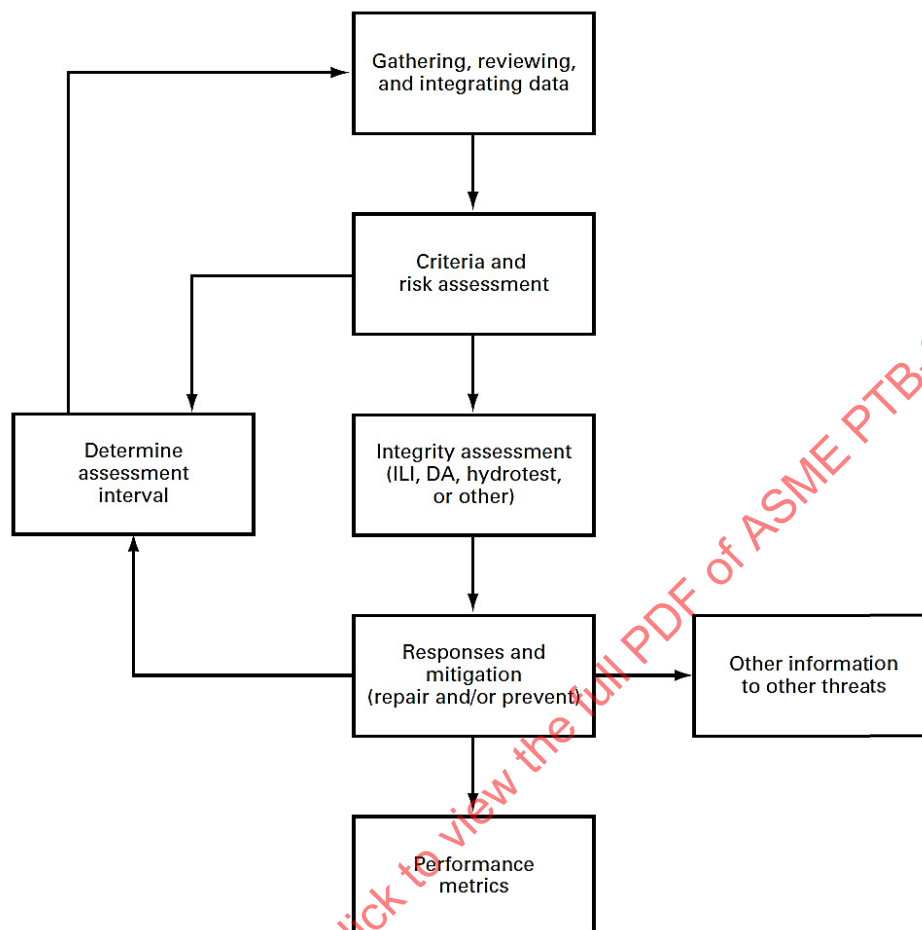 Gathering, reviewing,
and integrating data
Criteria and
risk assessment
Determine
assessment
interval
Integrity assessment
(ILI, DA, hydrotest,
or other)
Responses and
mitigation
(repair and/or prevent)
Other information
to other threats
Performance
metrics
lick to view the full PDF of ASME PTB-